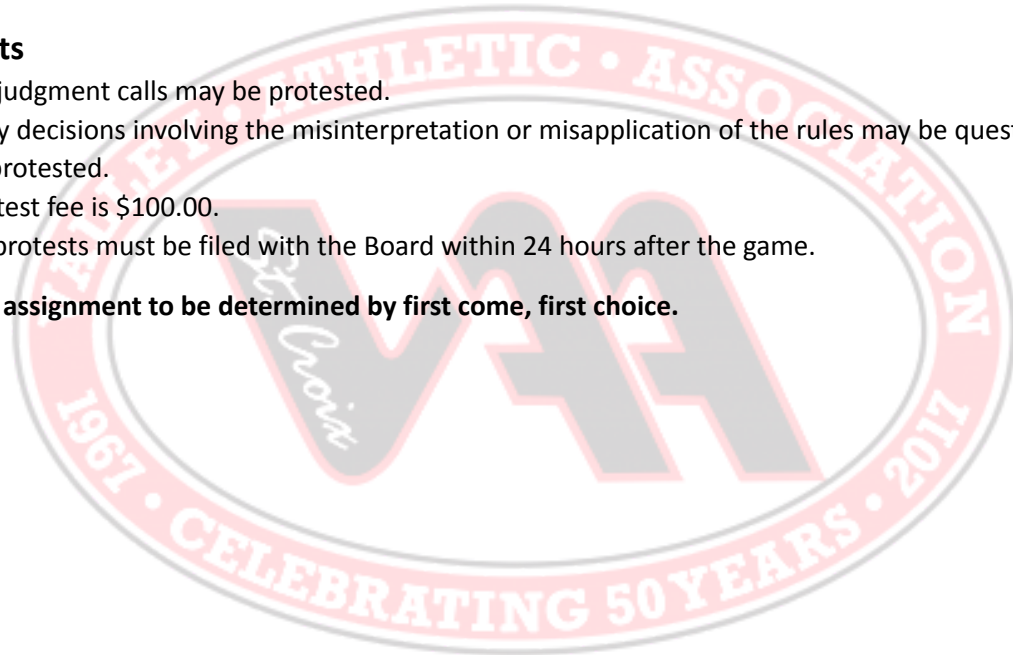 ts
judgment calls may be protested.
y decisions involving the misinterpretation or misapplication of the rules may be quest
protested.
test fee is $100.00.
protests must be filed with the Board within 24 hours after the game.
assignment to be determined by first come, first choice.
VALLEY • ATHLETIC • ASSOCIATION
St Croix
VAA
1967 • CELEBRATING 50 YEARS • 2017